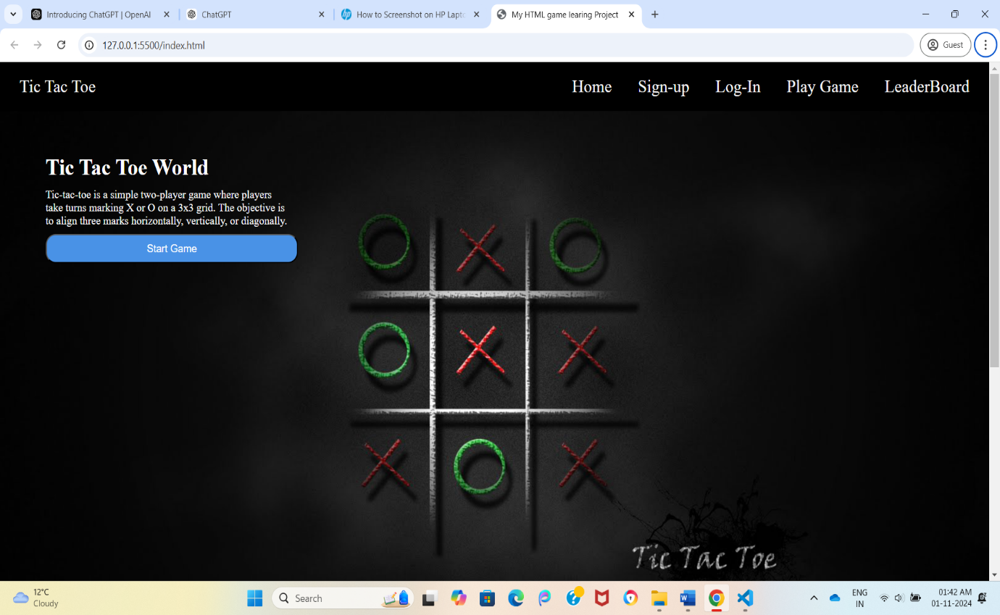 Introducing ChatGPT | OpenAI
ChatGPT
How to Screenshot on HP Lapto
My HTML game learing Project
127.0.0.1:5500/index.html
Guest
Tic Tac Toe
Home
Sign-up
Log-In
Play Game
LeaderBoard
Tic Tac Toe World
Tic-tac-toe is a simple two-player game where players
take turns marking X or O on a 3x3 grid. The objective is
to align three marks horizontally, vertically, or diagonally.
Start Game
O X O
O X X
X O X
Tic Tac Toe
12°C
Cloudy
Search
ENG
IN
01:42 AM
01-11-2024